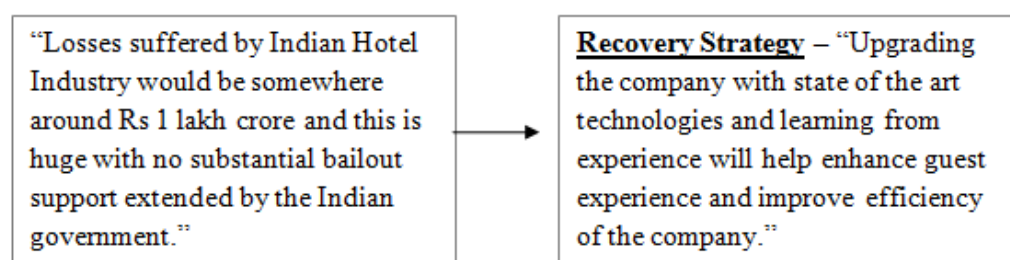 “Losses suffered by Indian Hotel
Industry would be somewhere
around Rs 1 lakh crore and this is
huge with no substantial bailout
support extended by the Indian
government.”
Recovery Strategy – “Upgrading
the company with state of the art
technologies and learning from
experience will help enhance guest
experience and improve efficiency
of the company.”